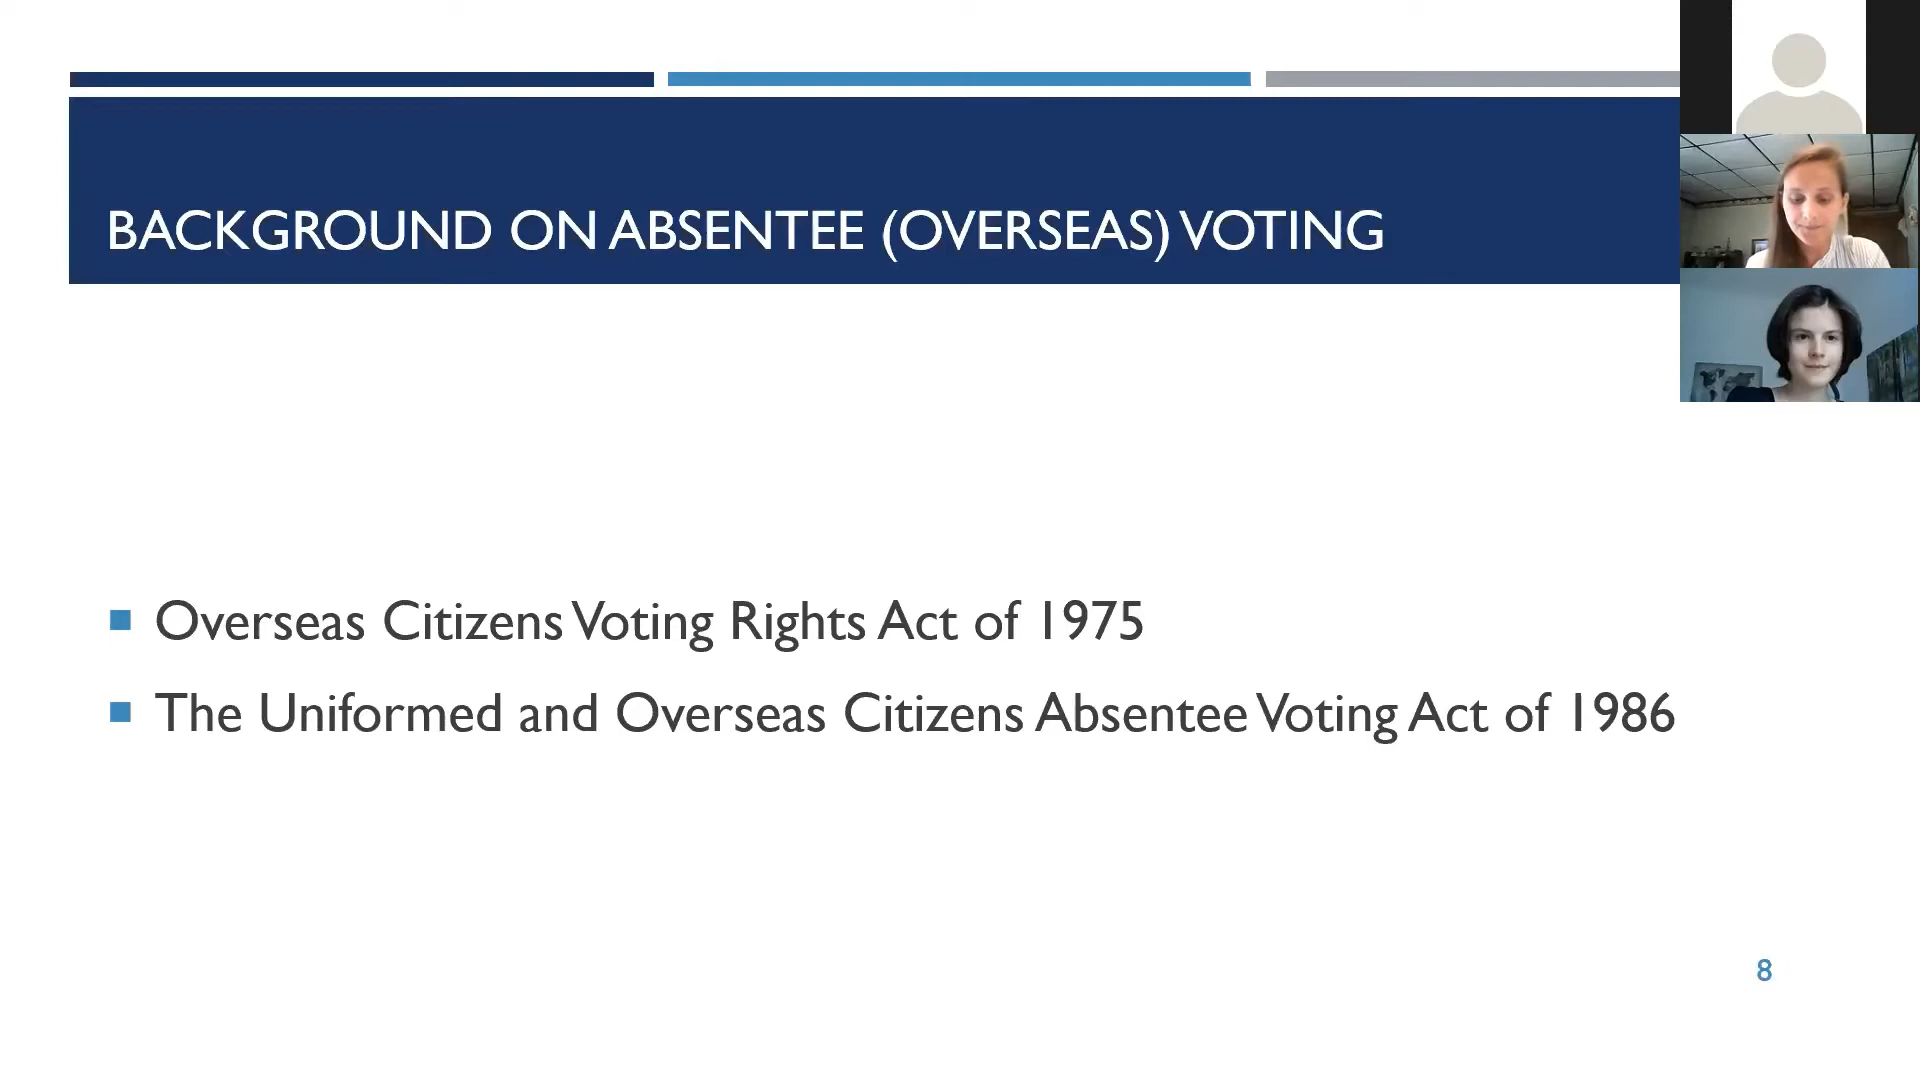 BACKGROUND ON ABSENTEE (OVERSEAS) VOTING
Overseas Citizens Voting Rights Act of 1975
The Uniformed and Overseas Citizens Absentee Voting Act of 1986
8